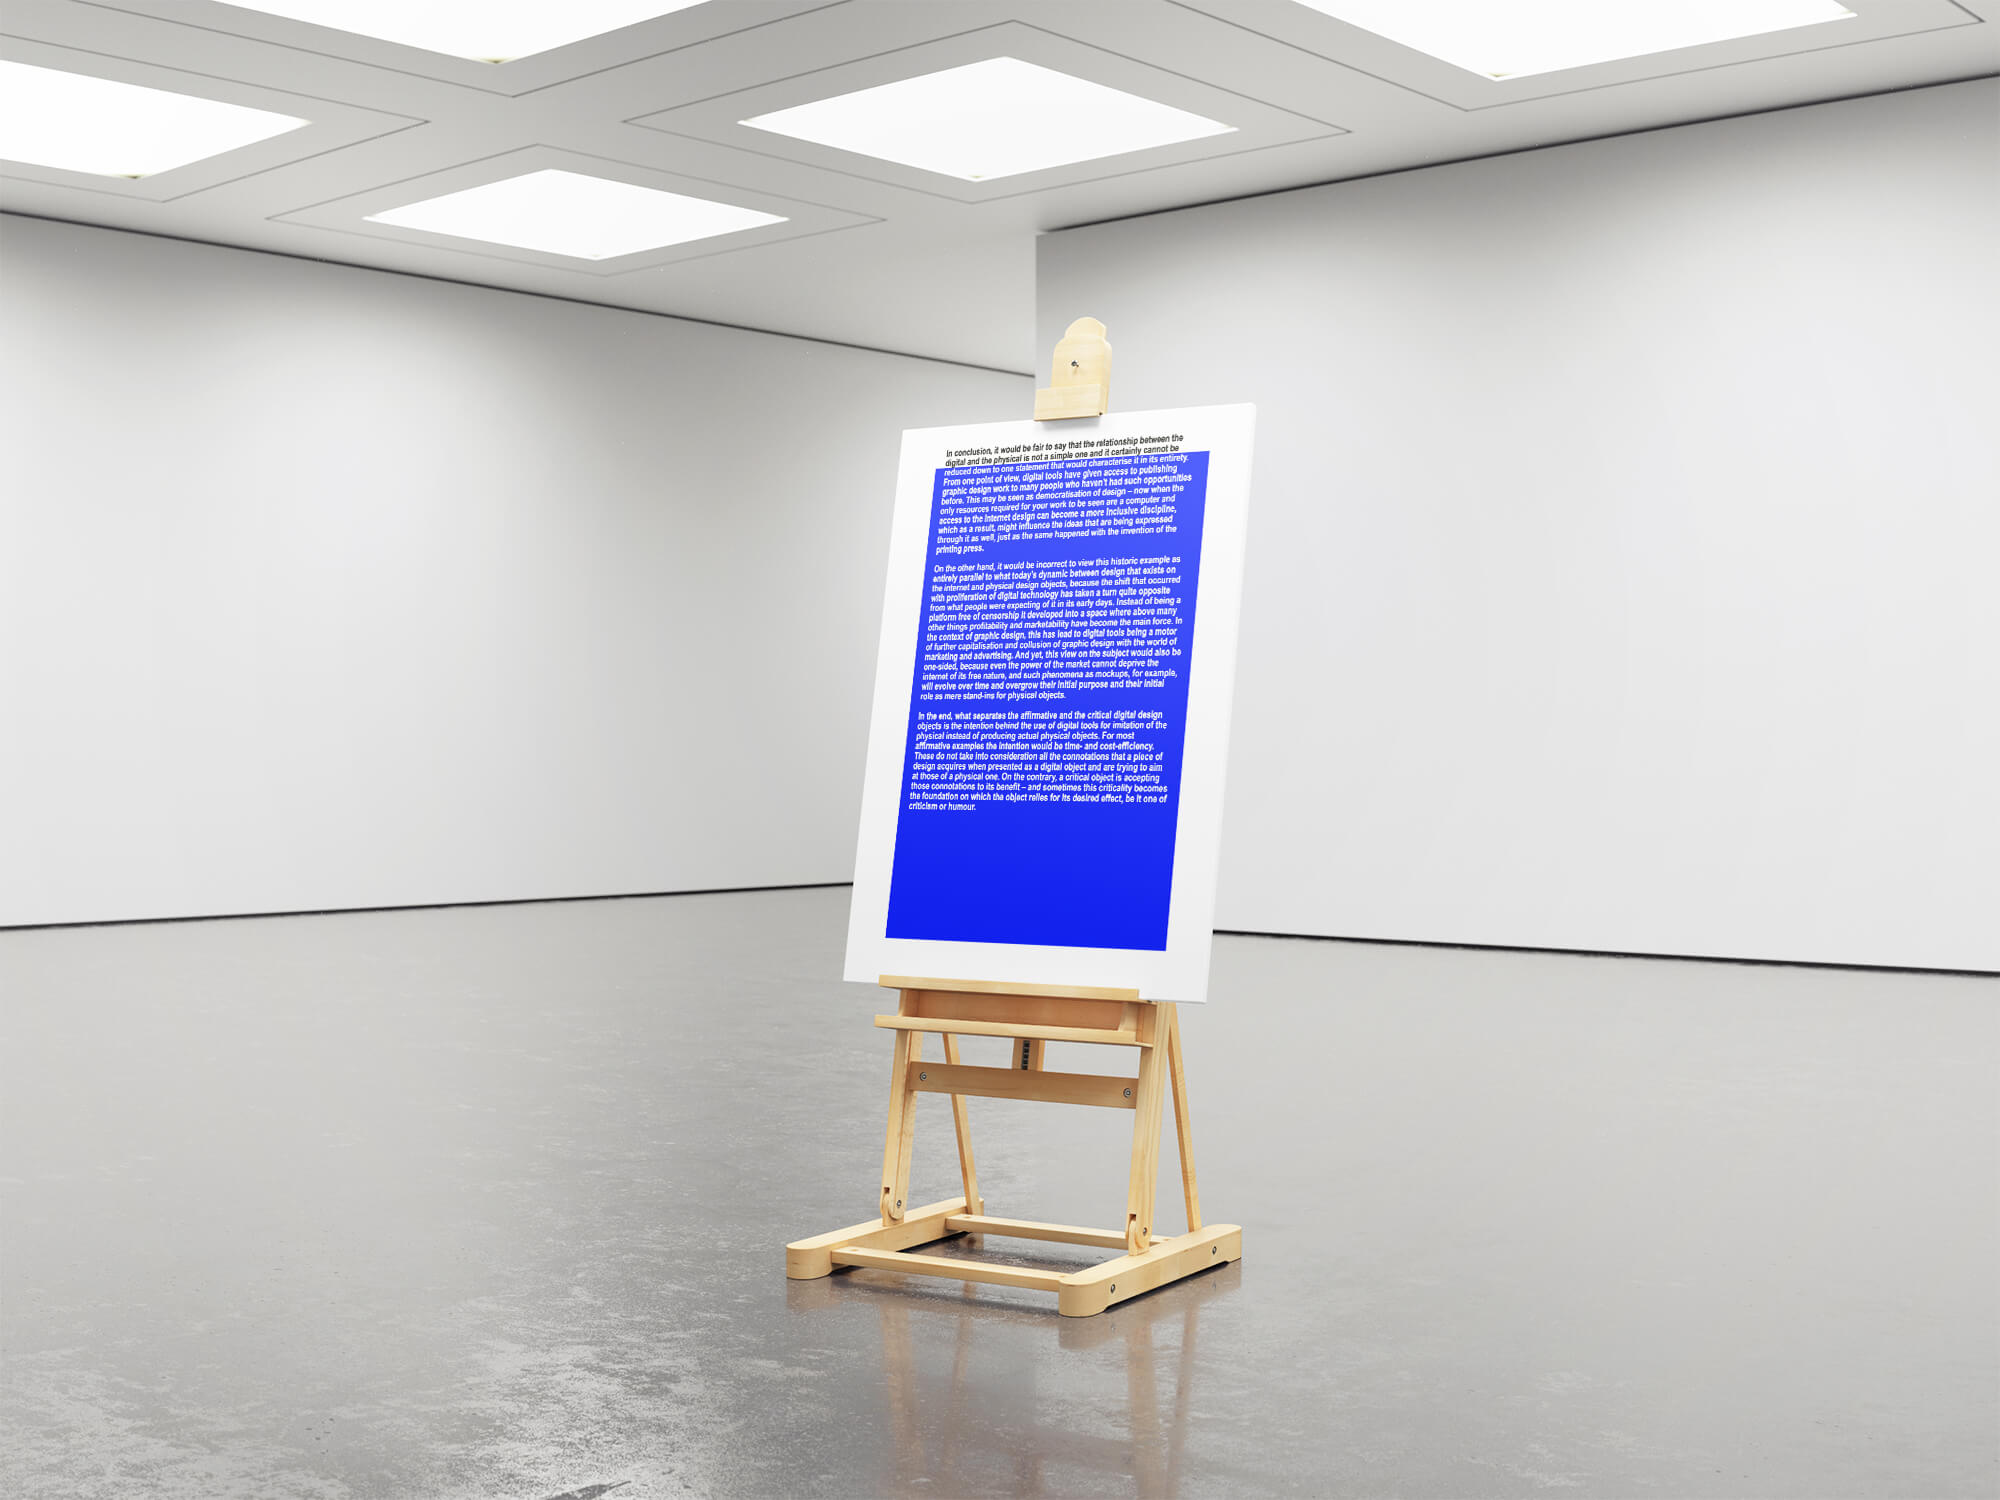 In conclusion, it would be fair to say that the relationship between the
digital and the physical is not a simple one and it certainly cannot be
reduced down to one statement that would characterise it in its entirety.
From one point of view, digital tools have given access to publishing
graphic design work to many people who haven't had such opportunities
before. This may be seen as democratisation of design – now when the
only resources required for your work to be seen are a computer and
access to the internet design can become a more inclusive discipline,
which as a result, might influence the ideas that are being expressed
through it as well, just as the same happened with the invention of the
printing press.
On the other hand, it would be incorrect to view this historic example as
entirely parallel to what today's dynamic between design that exists on
the internet and physical design objects, because the shift that occurred
with proliferation of digital technology has taken a turn quite opposite
from what people were expecting of it in its early days. Instead of being a
platform free of censorship it developed into a space where above many
other things profitability and marketability have become the main force. In
the context of graphic design, this has lead to digital tools being a motor
of further capitalisation and collusion of graphic design with the world of
marketing and advertising. And yet, this view on the subject would also be
one-sided, because even the power of the market cannot deprive the
internet of its free nature, and such phenomena as mockups, for example,
will evolve over time and overgrow their initial purpose and their initial
role as mere stand-ins for physical objects.
In the end, what separates the affirmative and the critical digital design
objects is the intention behind the use of digital tools for imitation of the
physical instead of producing actual physical objects. For most
affirmative examples the intention would be time- and cost-efficiency.
These do not take into consideration all the connotations that a piece of
design acquires when presented as a digital object and are trying to aim
at those of a physical one. On the contrary, a critical object is accepting
those connotations to its benefit – and sometimes this criticality becomes
the foundation on which the object relies for its desired effect, be it one of
criticism or humour.